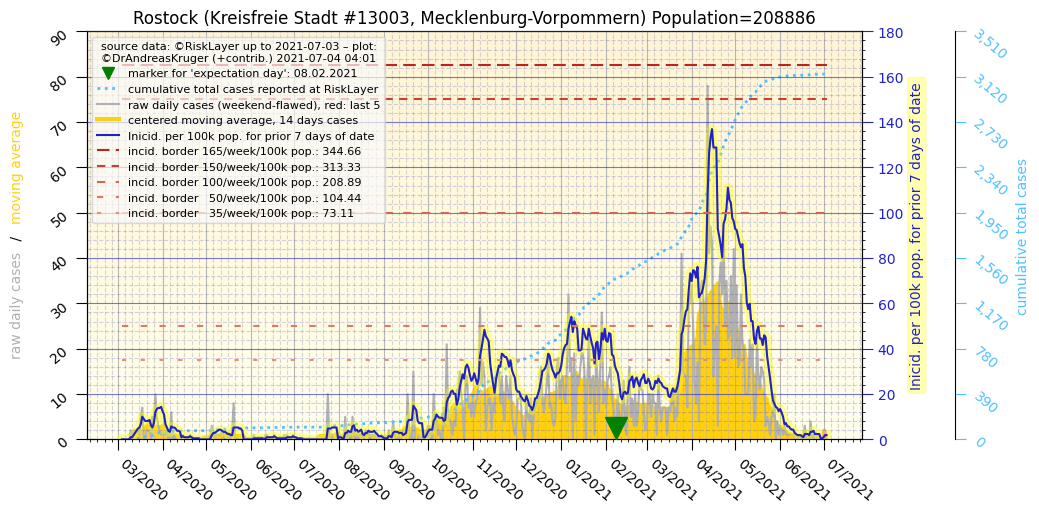 Rostock (Kreisfreie Stadt #13003, Mecklenburg-Vorpommern) Population=208886
source data: ©RiskLayer up to 2021-07-03 – plot:
©DrAndreasKruger (+contrib.) 2021-07-04 04:01
marker for 'expectation day': 08.02.2021
cumulative total cases reported at RiskLayer
raw daily cases (weekend-flawed), red: last 5
centered moving average, 14 days cases
Inicid. per 100k pop. for prior 7 days of date
incid. border 165/week/100k pop.: 344.66
incid. border 150/week/100k pop.: 313.33
incid. border 100/week/100k pop.: 208.89
incid. border 50/week/100k pop.: 104.44
incid. border 35/week/100k pop.: 73.11
raw daily cases / moving average
90
80
70
60
50
40
30
20
10
0
180
160
140
120
100
80
60
40
20
0
Inicid. per 100k pop. for prior 7 days of date
3,510
3,120
2,730
2,340
1,950
1,560
1,170
780
390
0
cumulative total cases
03/2020
04/2020
05/2020
06/2020
07/2020
08/2020
09/2020
10/2020
11/2020
12/2020
01/2021
02/2021
03/2021
04/2021
05/2021
06/2021
07/2021